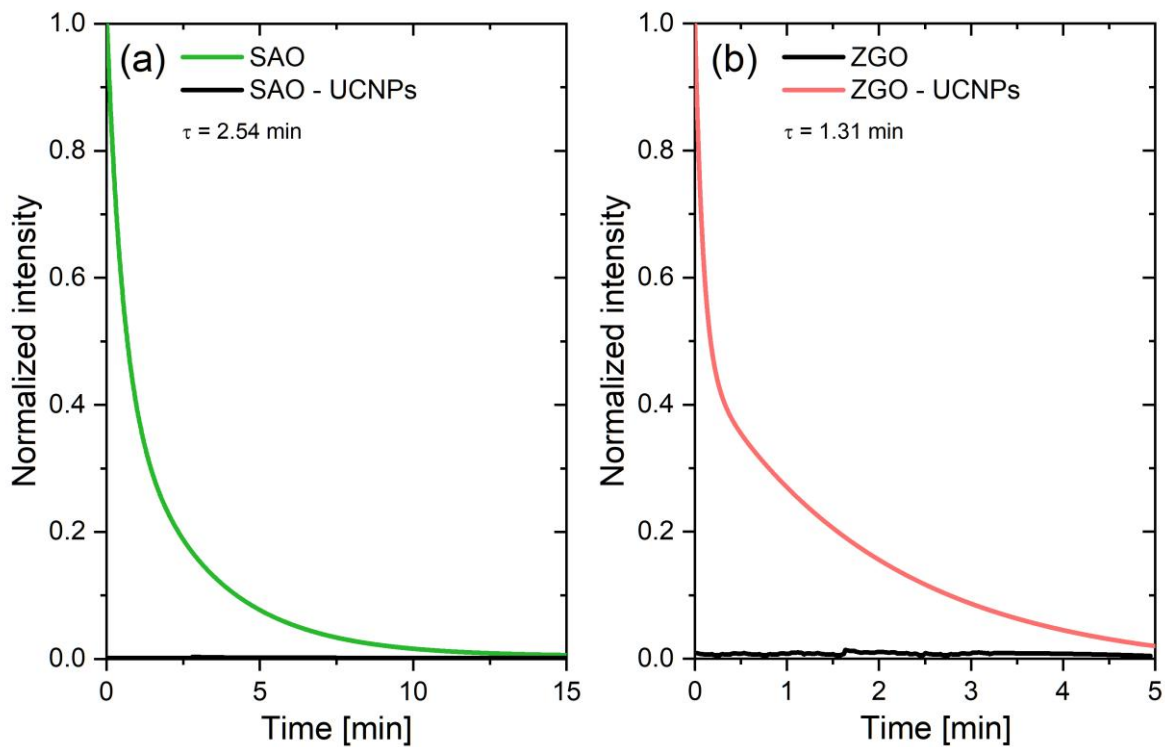 (a)
SAO
SAO - UCNPs
τ = 2.54 min
Normalized intensity
1.0
0.8
0.6
0.4
0.2
0.0
0 5 10 15
Time [min]
(b)
ZGO
ZGO - UCNPs
τ = 1.31 min
Normalized intensity
1.0
0.8
0.6
0.4
0.2
0.0
0 1 2 3 4 5
Time [min]